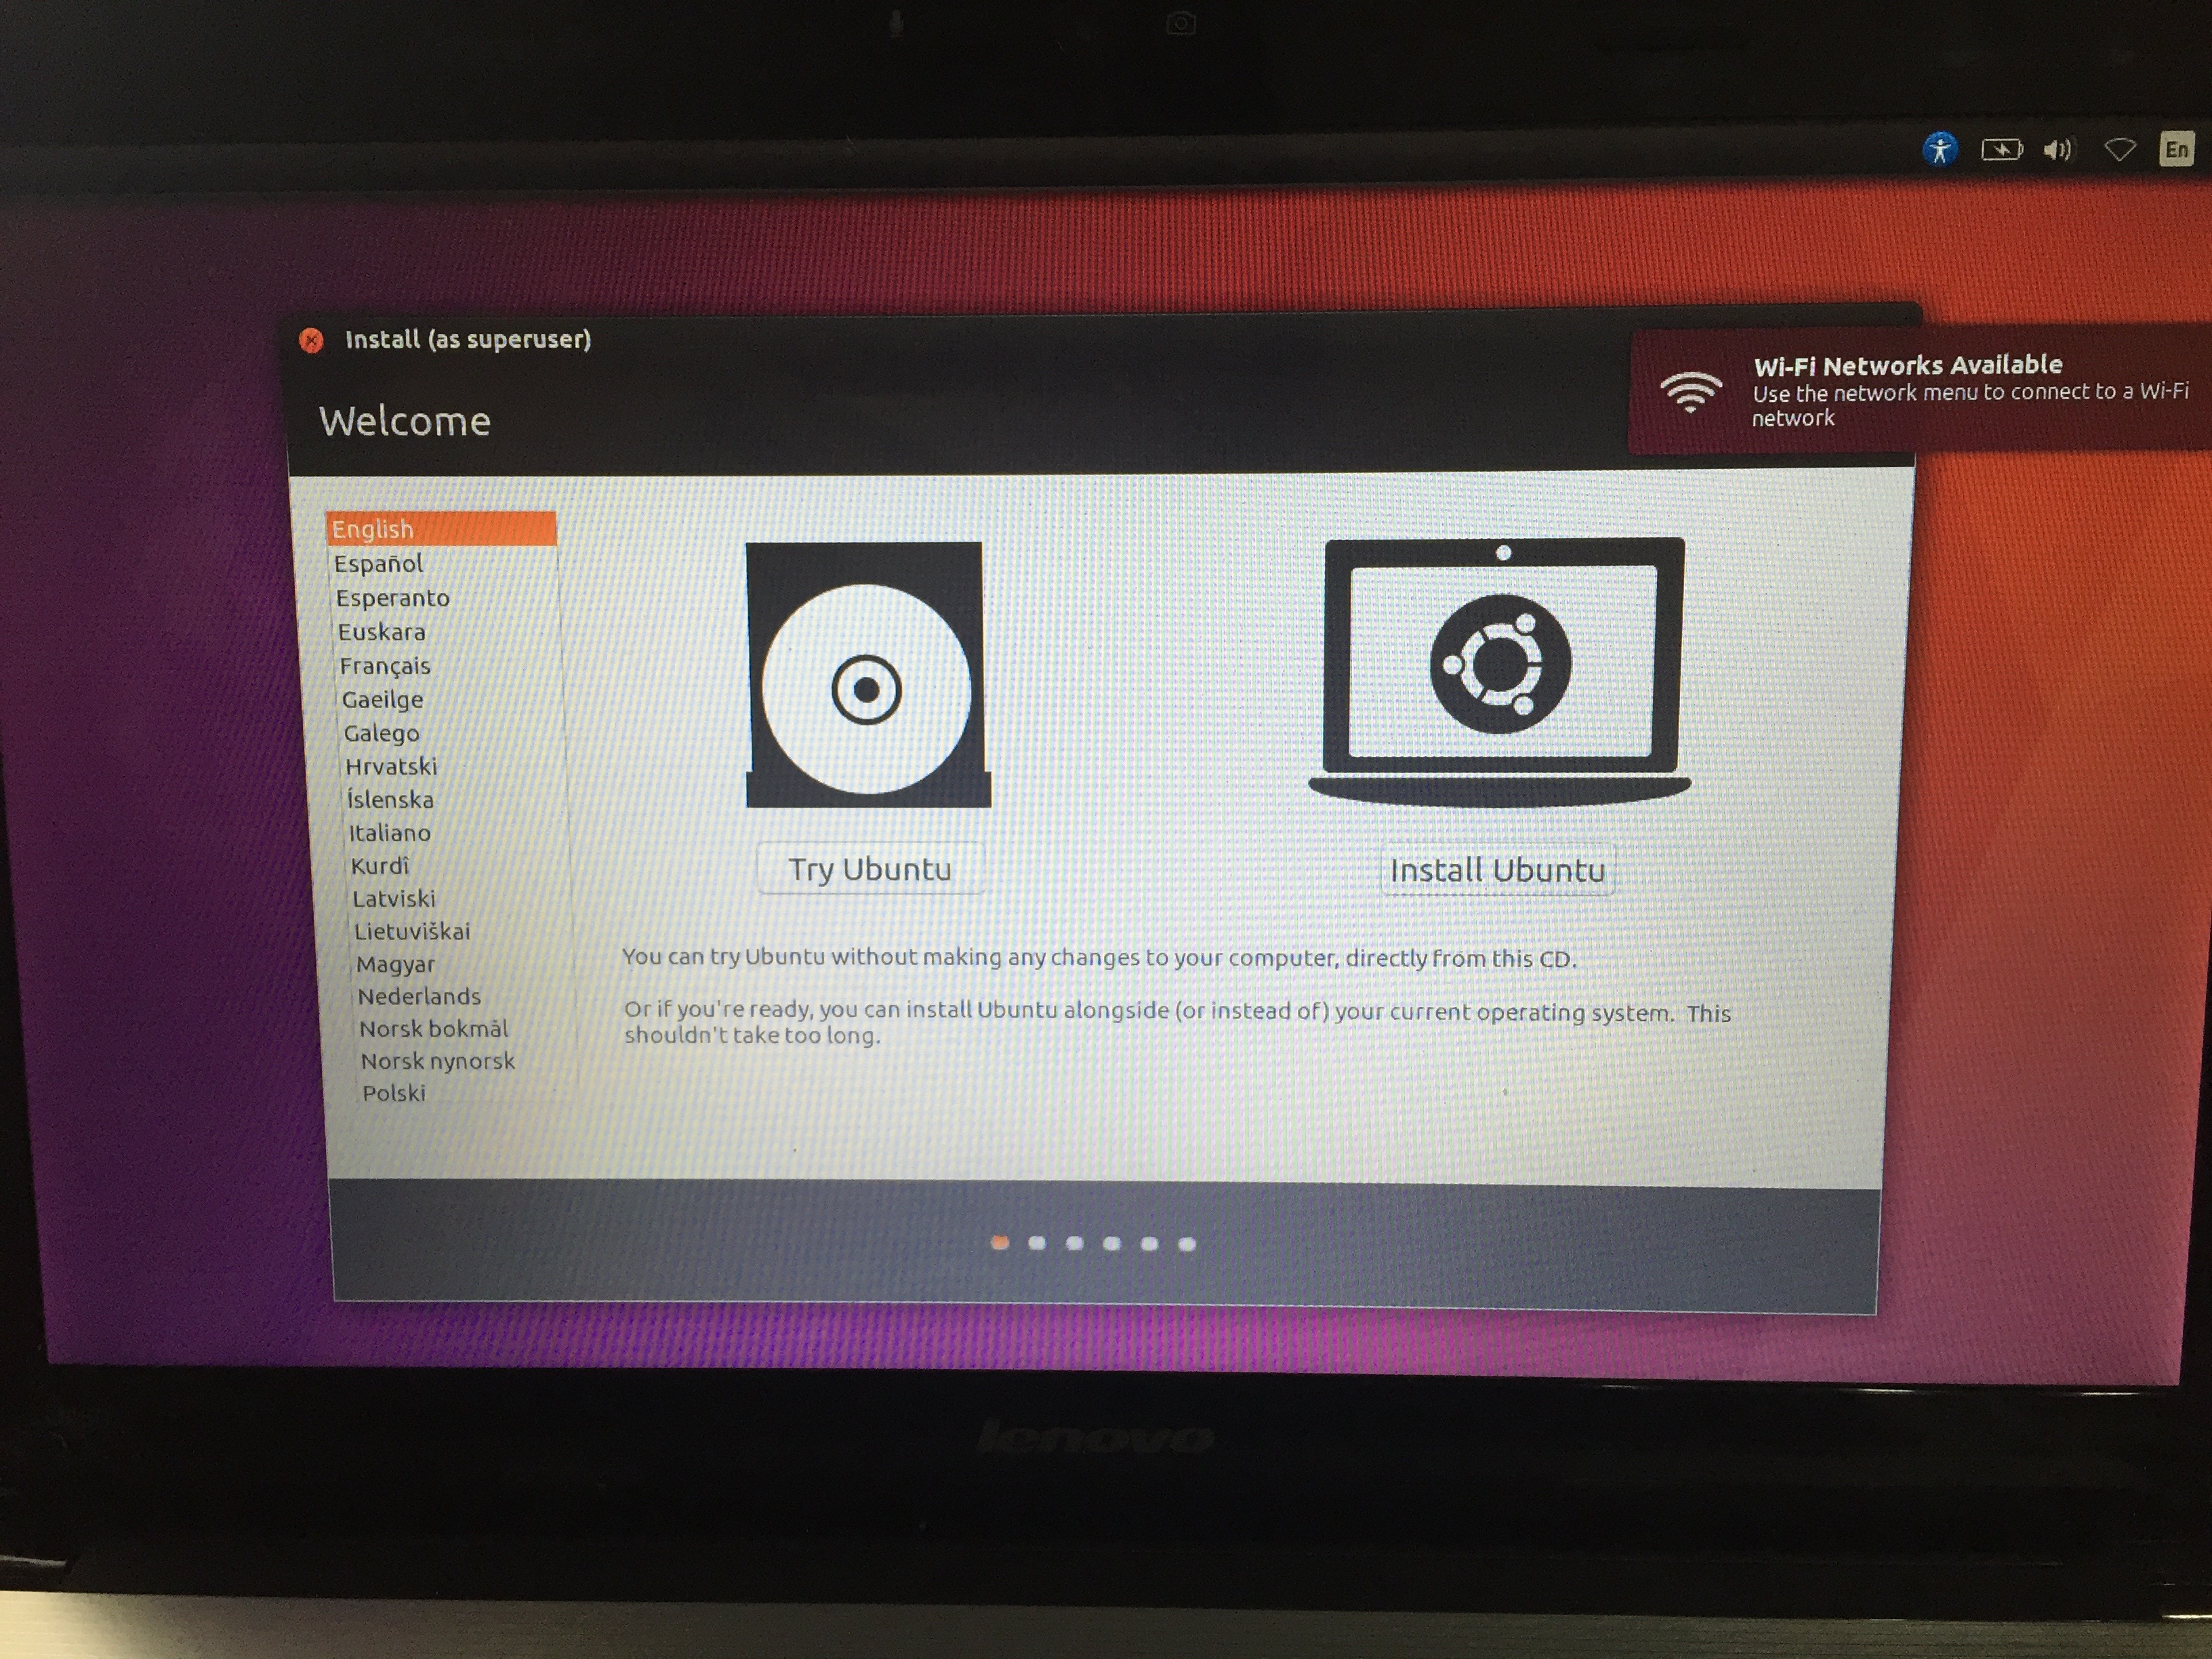 En
Install (as superuser)
Wi-Fi Networks Available
Use the network menu to connect to a Wi-Fi
network
Welcome
English
Español
Esperanto
Euskara
Français
Gaeilge
Galego
Hrvatski
Íslenska
Italiano
Kurdî
Latviski
Lietuviškai
Magyar
Nederlands
Norsk bokmål
Norsk nynorsk
Polski
Try Ubuntu
Install Ubuntu
You can try Ubuntu without making any changes to your computer, directly from this CD.
Or if you're ready, you can install Ubuntu alongside (or instead of) your current operating system. This
shouldn't take too long.
lenovo